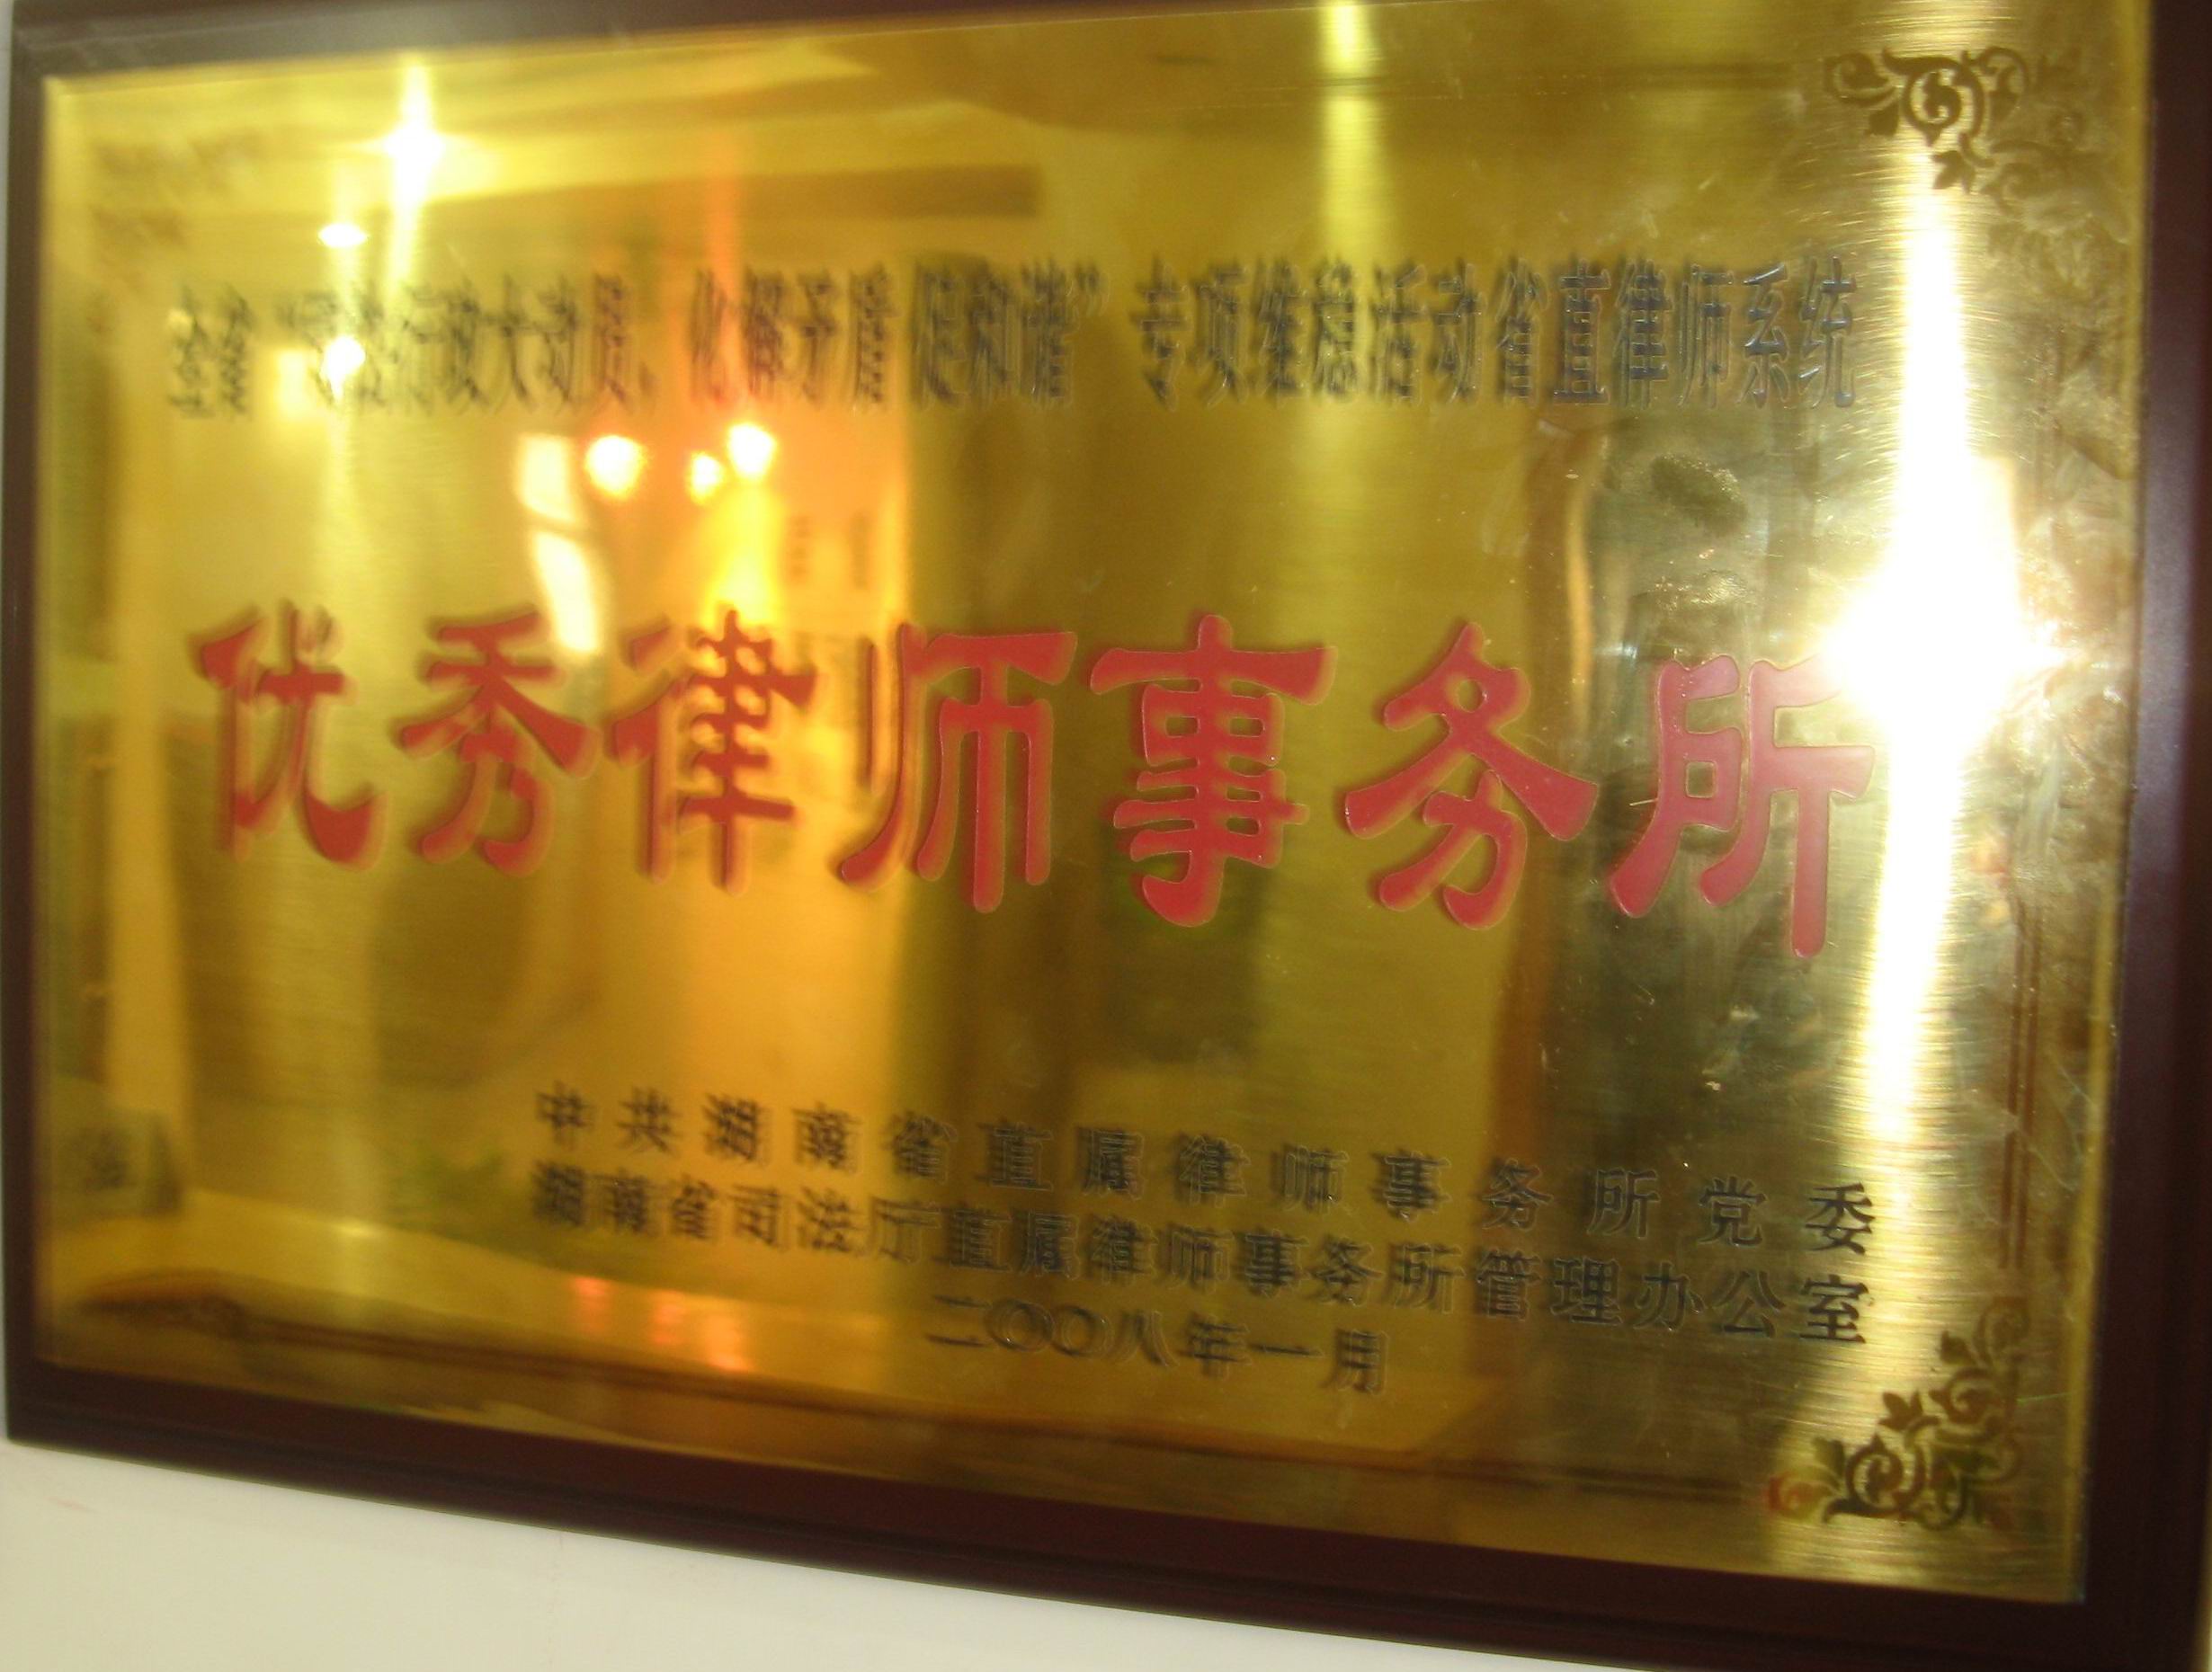 全省“司法行政大动员、化解矛盾促和谐”专项维稳活动省直律师系统
优秀律师事务所
中共湖南省直属律师事务所党委
湖南省司法厅直属律师事务所管理办公室
二〇〇八年一月